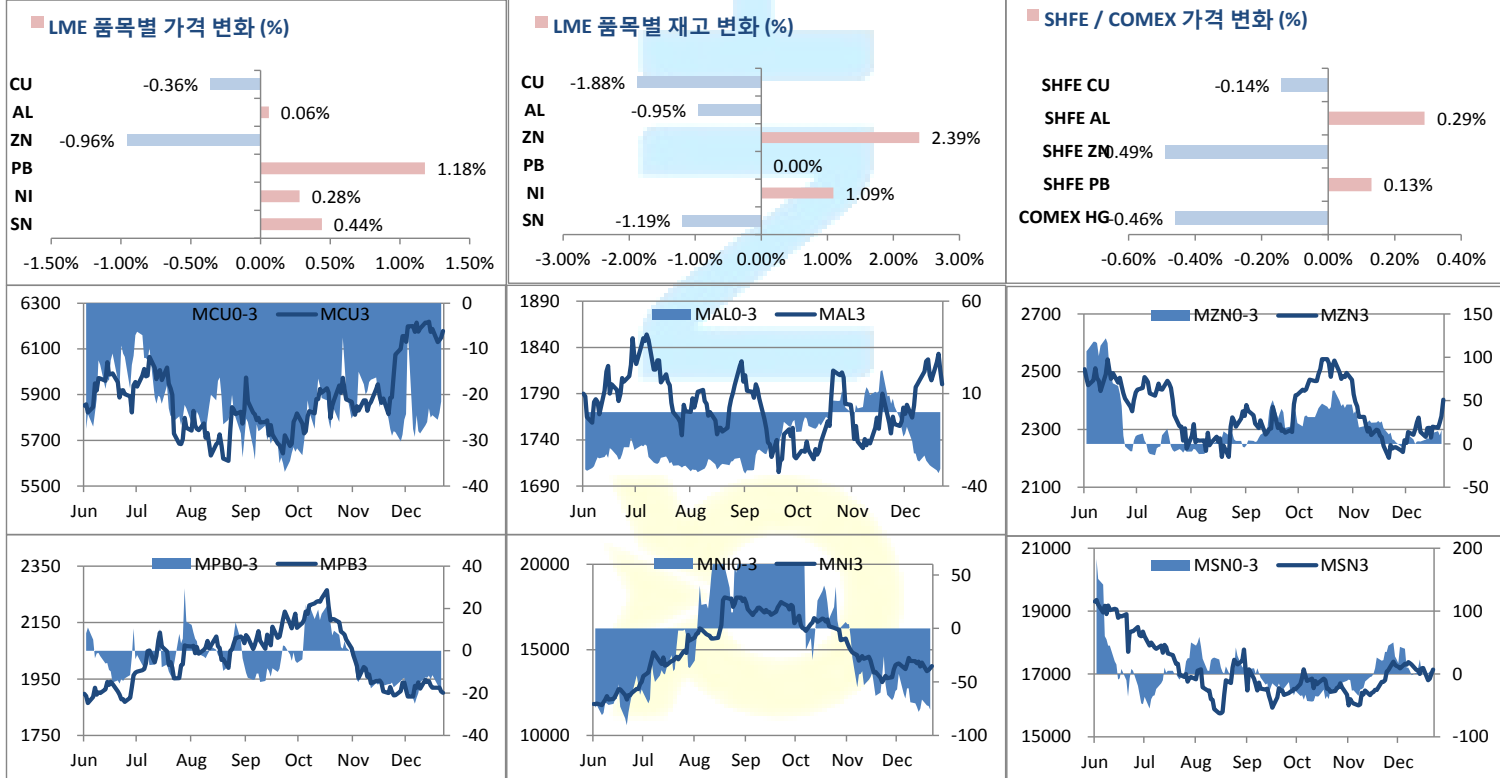 LME 품목별 가격 변화 (%)
CU -0.36%
AL 0.06%
ZN -0.96%
PB 1.18%
NI 0.28%
SN 0.44%
-1.50% -1.00% -0.50% 0.00% 0.50% 1.00% 1.50%
LME 품목별 재고 변화 (%)
CU -1.88%
AL -0.95%
ZN 2.39%
PB 0.00%
NI 1.09%
SN -1.19%
-3.00% -2.00% -1.00% 0.00% 1.00% 2.00% 3.00%
SHFE / COMEX 가격 변화 (%)
SHFE CU -0.14%
SHFE AL 0.29%
SHFE ZN -0.49%
SHFE PB 0.13%
COMEX HG -0.46%
-0.60% -0.40% -0.20% 0.00% 0.20% 0.40%
MCU0-3 MCU3
6300 0
6100 -10
5900 -20
5700 -30
5500 -40
Jun Jul Aug Sep Oct Nov Dec
MAL0-3 MAL3
1890 60
1840
1790 10
1740
1690 -40
Jun Jul Aug Sep Oct Nov Dec
MZN0-3 MZN3
2700 150
100
2500
50
2300 0
2100 -50
Jun Jul Aug Sep Oct Nov Dec
MPB0-3 MPB3
2350 40
20
2150
0
1950 -20
1750 -40
Jun Jul Aug Sep Oct Nov Dec
MNI0-3 MNI3
20000
50
0
15000
-50
10000 -100
Jun Jul Aug Sep Oct Nov Dec
MSN0-3 MSN3
21000 200
19000 100
17000 0
15000 -100
Jun Jul Aug Sep Oct Nov Dec